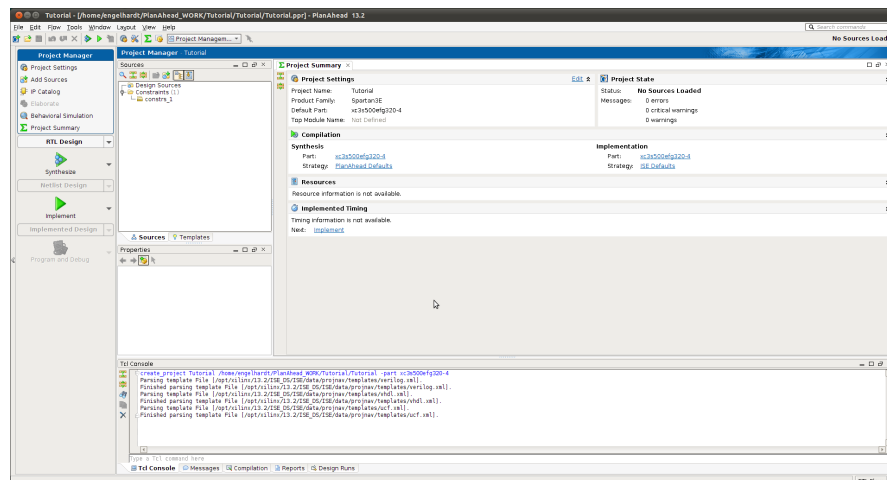 Tutorial - [/home/engelhardt/PlanAhead_WORK/Tutorial/Tutorial/Tutorial.ppr] - PlanAhead 13.2
File Edit Flow Tools Window Layout View Help
Search commands
Project Managem...
No Sources Load
Project Manager
Project Settings
Add Sources
IP Catalog
Elaborate
Behavioral Simulation
Project Summary
RTL Design
Synthesize
Netlist Design
Implement
Implemented Design
Program and Debug
Project Manager Tutorial
Sources
Design Sources
Constraints (1)
constrs_1
Sources Templates
Properties
Project Summary
Project Settings Edit
Project Name: Tutorial
Product Family: Spartan3E
Default Part: xc3s500efg320-4
Top Module Name: Not Defined
Project State
Status: No Sources Loaded
Messages: 0 errors
0 critical warnings
0 warnings
Compilation
Synthesis
Part: xc3s500efg320-4
Strategy: PlanAhead Defaults
Implementation
Part: xc3s500efg320-4
Strategy: ISE Defaults
Resources
Resource information is not available.
Implemented Timing
Timing information is not available.
Next: Implement
Tcl Console
create_project Tutorial /home/engelhardt/PlanAhead_WORK/Tutorial/Tutorial -part xc3s500efg320-4
Parsing template File [/opt/xilinx/13.2/ISE_DS/ISE/data/projnav/templates/verilog.xml].
Finished parsing template File [/opt/xilinx/13.2/ISE_DS/ISE/data/projnav/templates/verilog.xml].
Parsing template File [/opt/xilinx/13.2/ISE_DS/ISE/data/projnav/templates/vhdl.xml].
Finished parsing template File [/opt/xilinx/13.2/ISE_DS/ISE/data/projnav/templates/vhdl.xml].
Parsing template File [/opt/xilinx/13.2/ISE_DS/ISE/data/projnav/templates/ucf.xml].
Finished parsing template File [/opt/xilinx/13.2/ISE_DS/ISE/data/projnav/templates/ucf.xml].
Type a Tcl command here
Tcl Console Messages Compilation Reports Design Runs